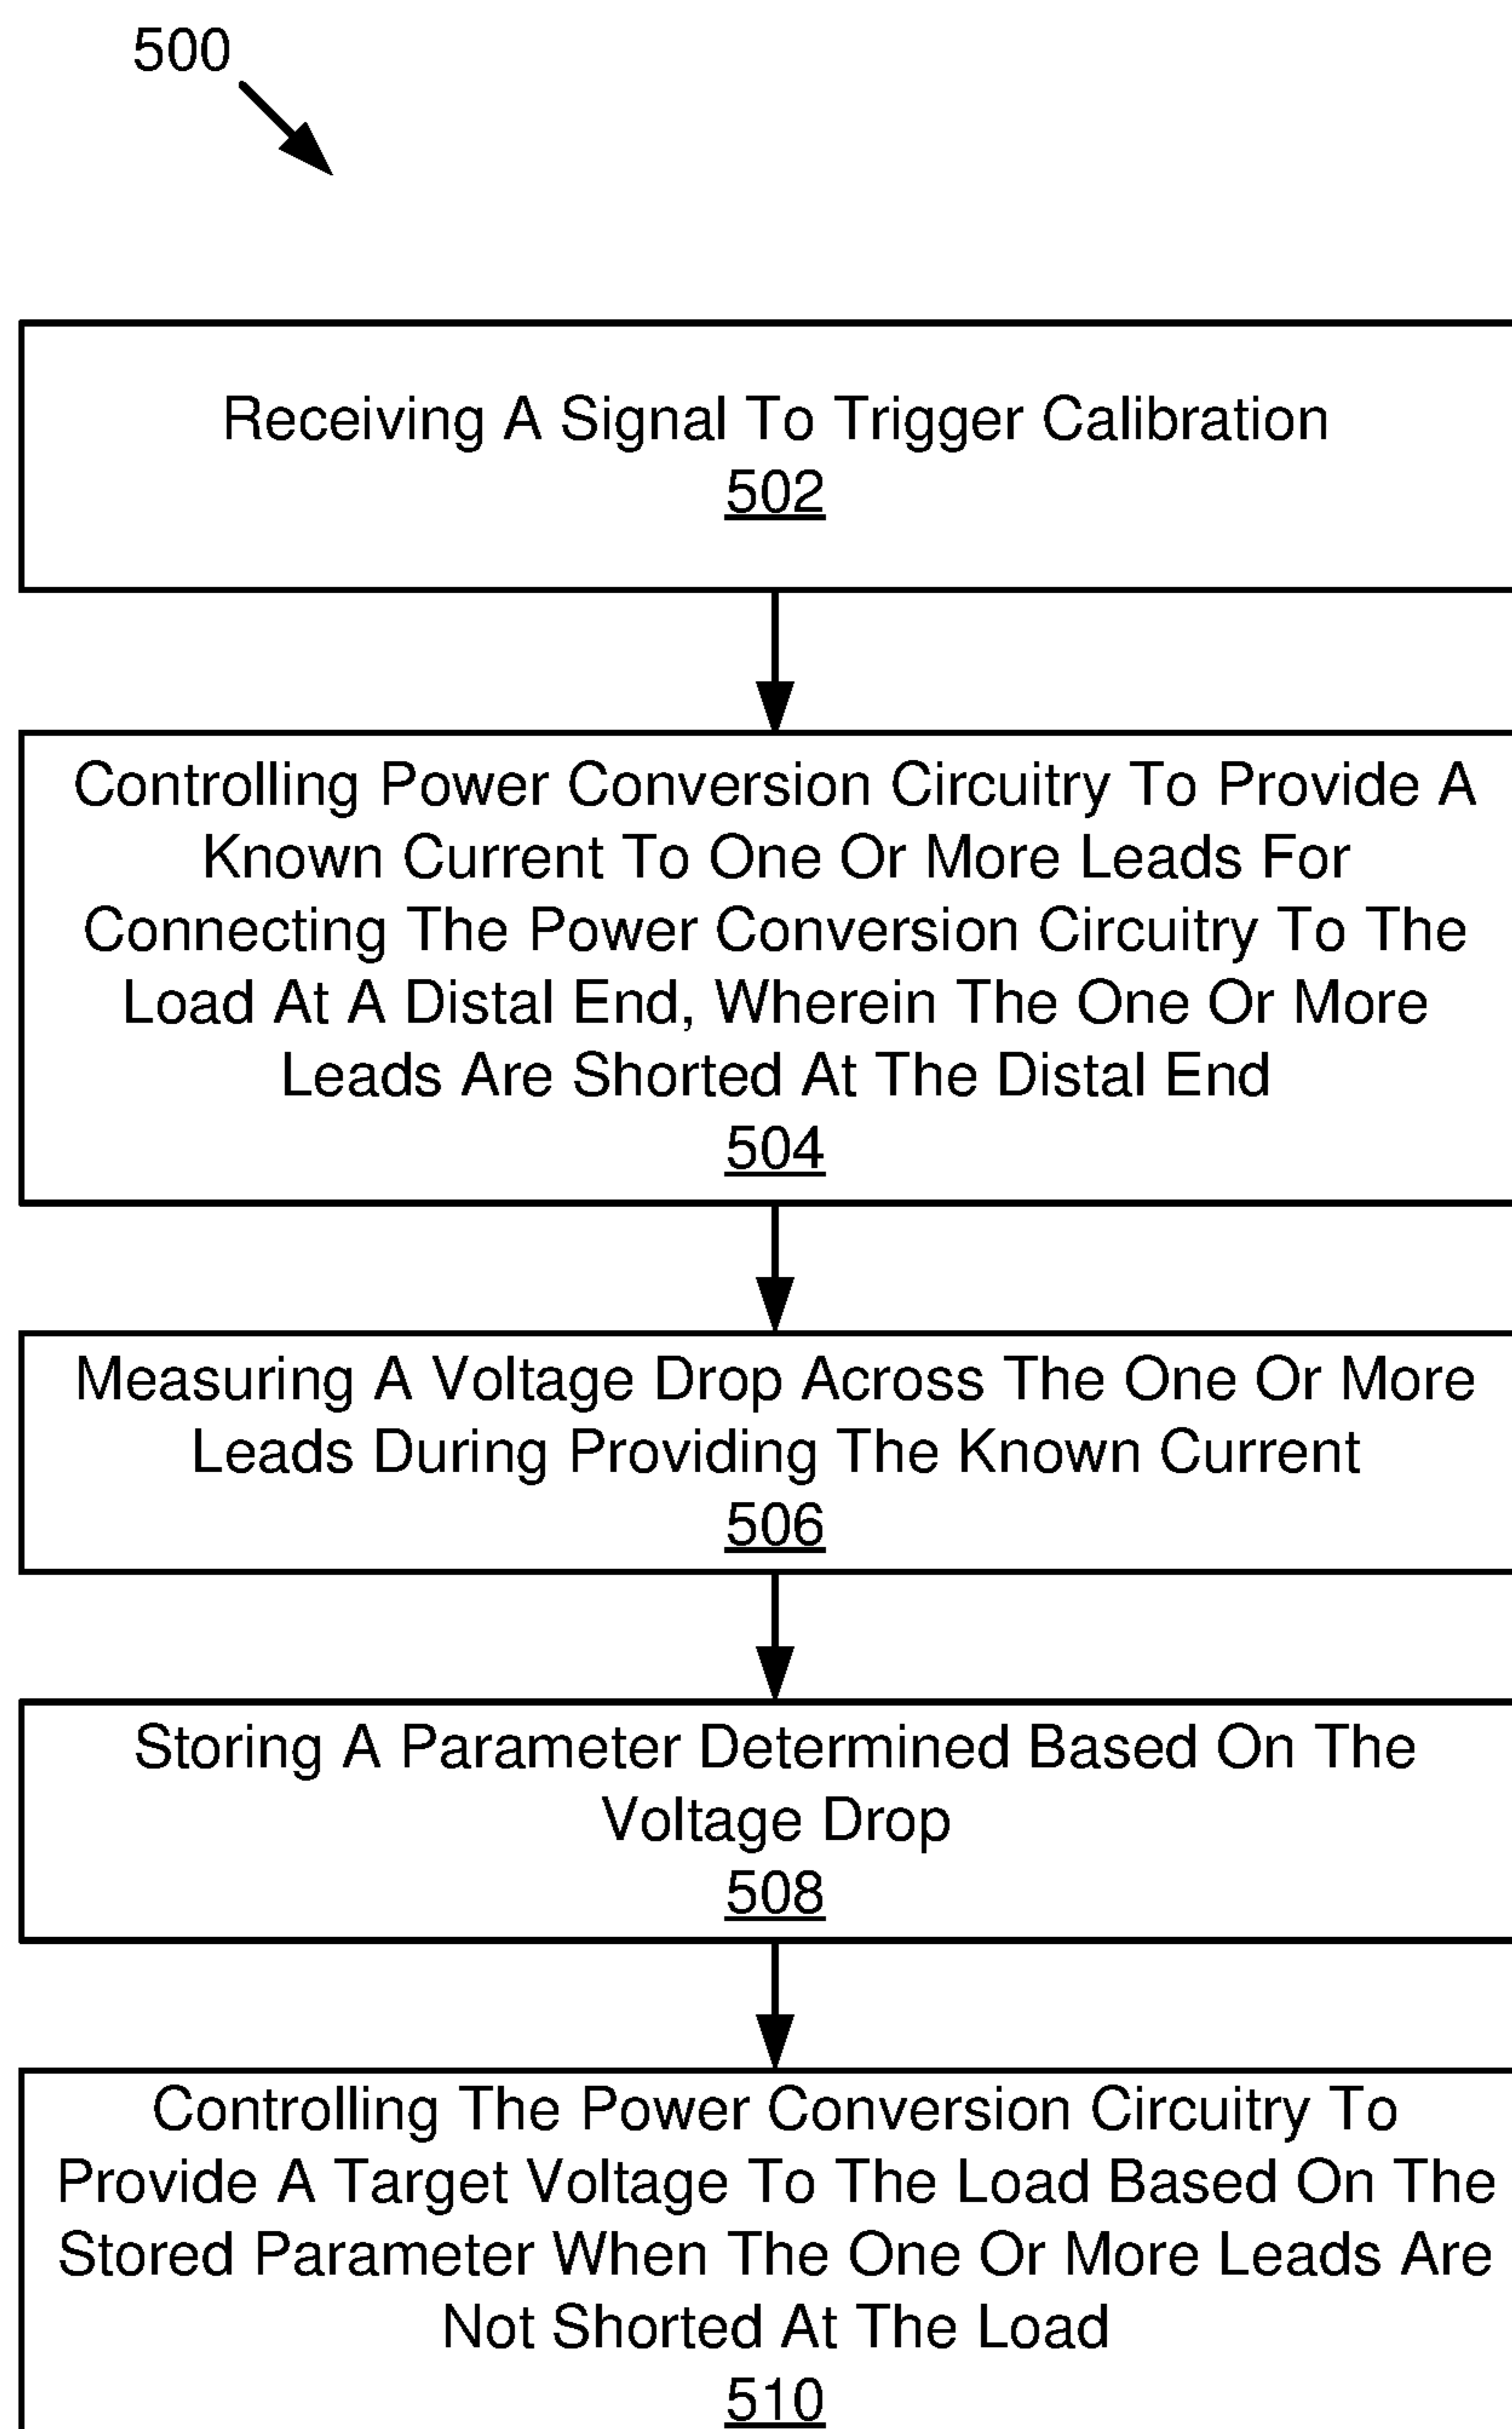 500
Receiving A Signal To Trigger Calibration
502
Controlling Power Conversion Circuitry To Provide A
Known Current To One Or More Leads For
Connecting The Power Conversion Circuitry To The
Load At A Distal End, Wherein The One Or More
Leads Are Shorted At The Distal End
504
Measuring A Voltage Drop Across The One Or More
Leads During Providing The Known Current
506
Storing A Parameter Determined Based On The
Voltage Drop
508
Controlling The Power Conversion Circuitry To
Provide A Target Voltage To The Load Based On The
Stored Parameter When The One Or More Leads Are
Not Shorted At The Load
510